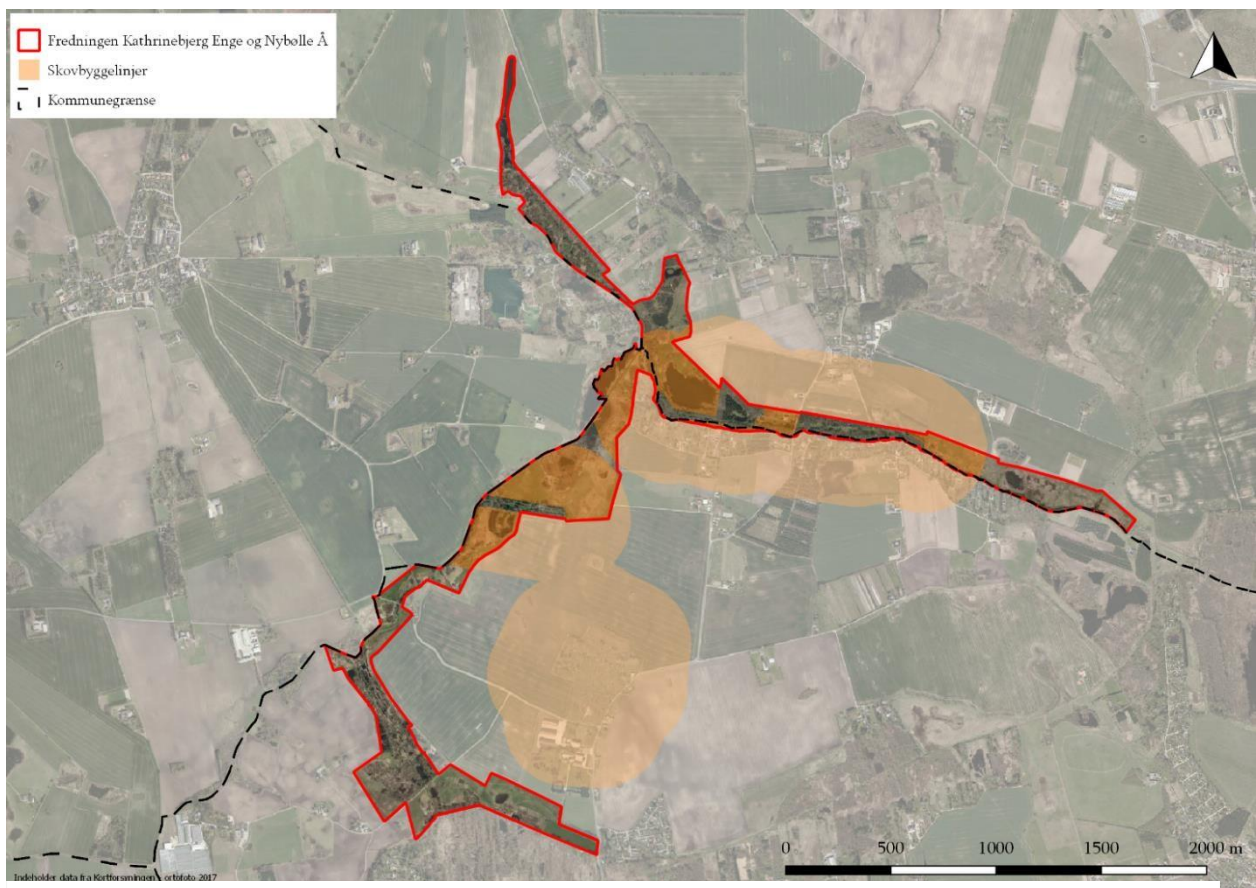 Fredningen Kathrinebjerg Enge og Nybølle Å
Skovbyggelinjer
Kommunegrænse
0 500 1000 1500 2000 m
Indeholder data fra Kortforsyningen - ortofoto 2017